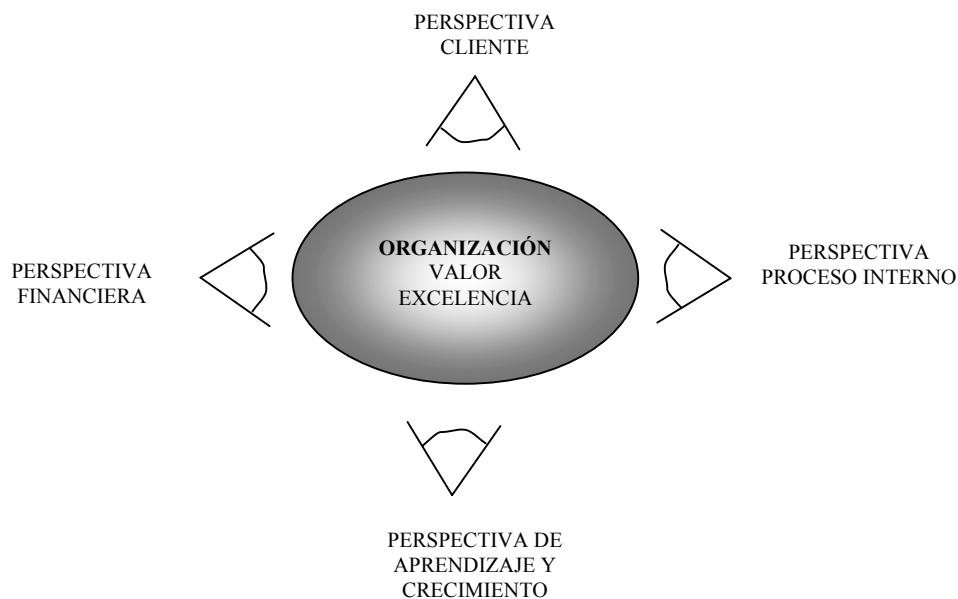 PERSPECTIVA
CLIENTE
PERSPECTIVA
FINANCIERA
ORGANIZACIÓN
VALOR
EXCELENCIA
PERSPECTIVA
PROCESO INTERNO
PERSPECTIVA DE
APRENDIZAJE Y
CRECIMIENTO